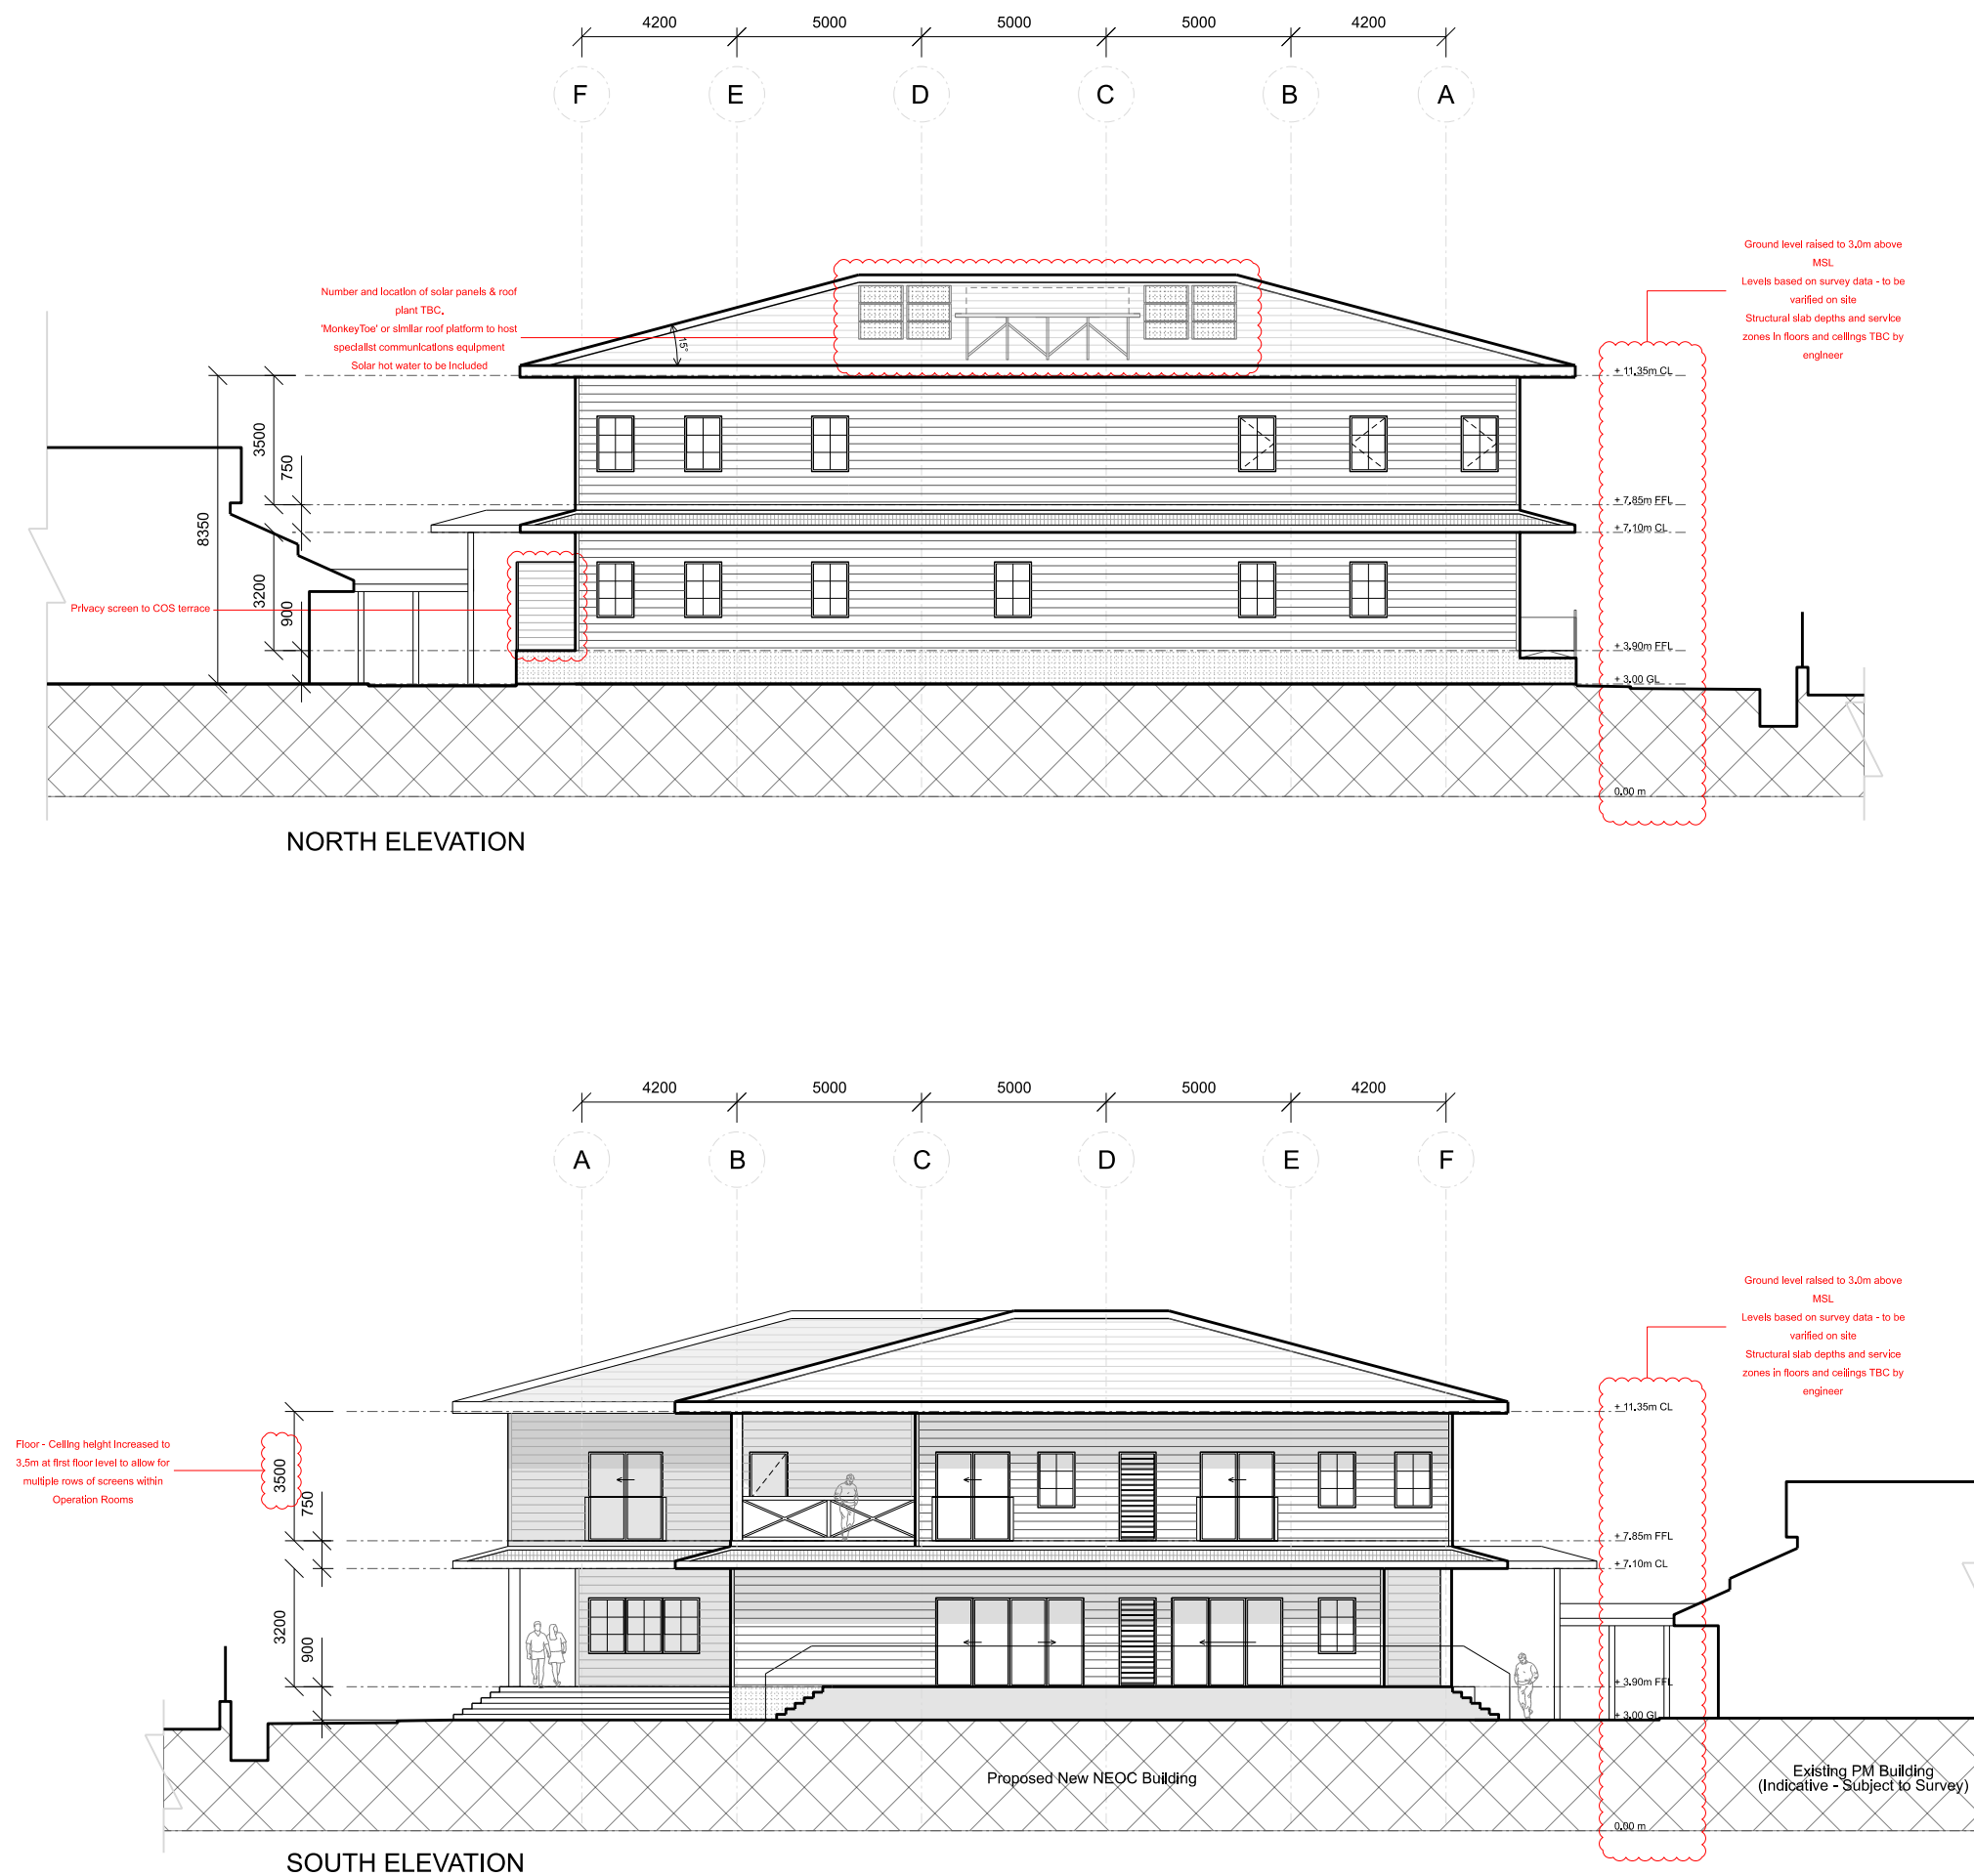 4200 5000 5000 5000 4200
F E D C B A
Number and location of solar panels & roof
plant TBC,
'MonkeyToe' or similar roof platform to host
specialist communications equipment
Solar hot water to be Included
15°
Ground level raised to 3.0m above
MSL
Levels based on survey data - to be
varified on site
Structural slab depths and service
zones in floors and ceilings TBC by
engineer
+ 11.35m CL
3500
750
8350
+ 7.85m FFL
+ 7.10m CL
3200
900
Privacy screen to COS terrace
+ 3.90m FFL
+ 3.00 GL
0.00 m
NORTH ELEVATION
4200 5000 5000 5000 4200
A B C D E F
Ground level raised to 3.0m above
MSL
Levels based on survey data - to be
varified on site
Structural slab depths and service
zones in floors and ceilings TBC by
engineer
+ 11.35m CL
Floor - Ceiling height Increased to
3.5m at first floor level to allow for
multiple rows of screens within
Operation Rooms
3500
750
+ 7.85m FFL
+ 7.10m CL
3200
900
+ 3.90m FFL
+ 3.00 GL
Proposed New NEOC Building
Existing PM Building
(Indicative - Subject to Survey)
0.00 m
SOUTH ELEVATION